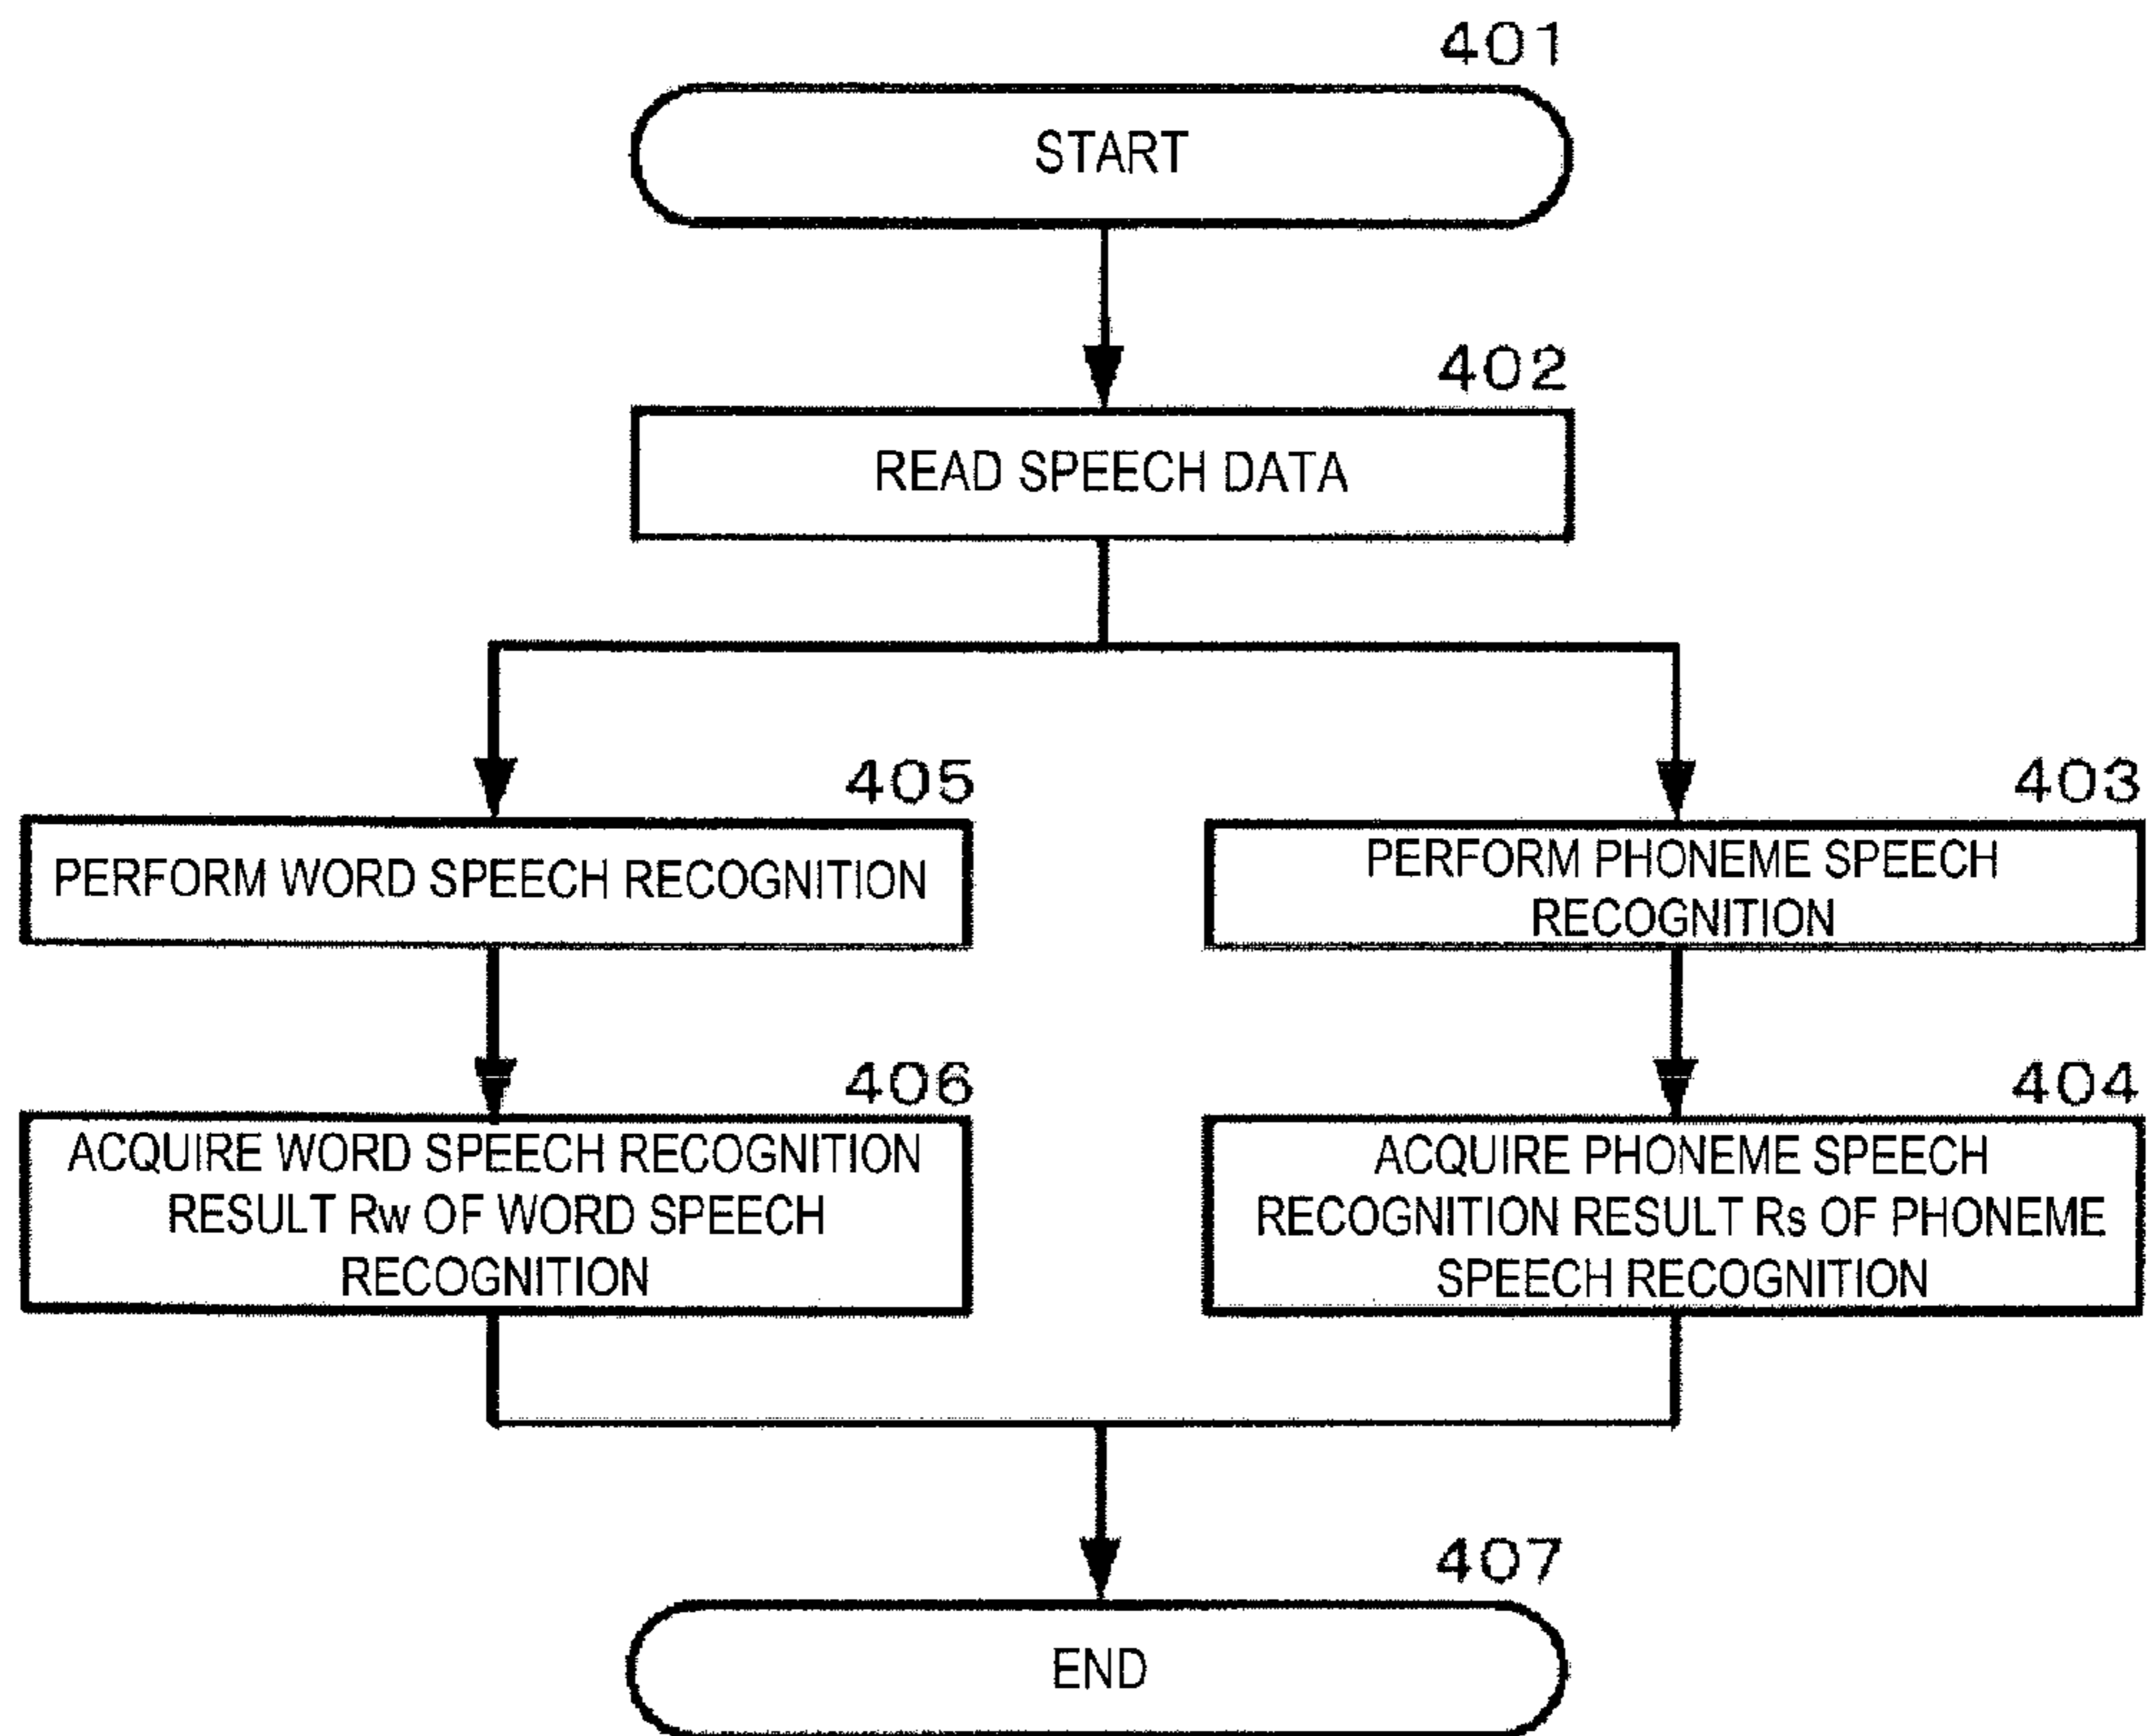 401
START
402
READ SPEECH DATA
405
PERFORM WORD SPEECH RECOGNITION
403
PERFORM PHONEME SPEECH
RECOGNITION
406
ACQUIRE WORD SPEECH RECOGNITION
RESULT Rw OF WORD SPEECH
RECOGNITION
404
ACQUIRE PHONEME SPEECH
RECOGNITION RESULT Rs OF PHONEME
SPEECH RECOGNITION
407
END